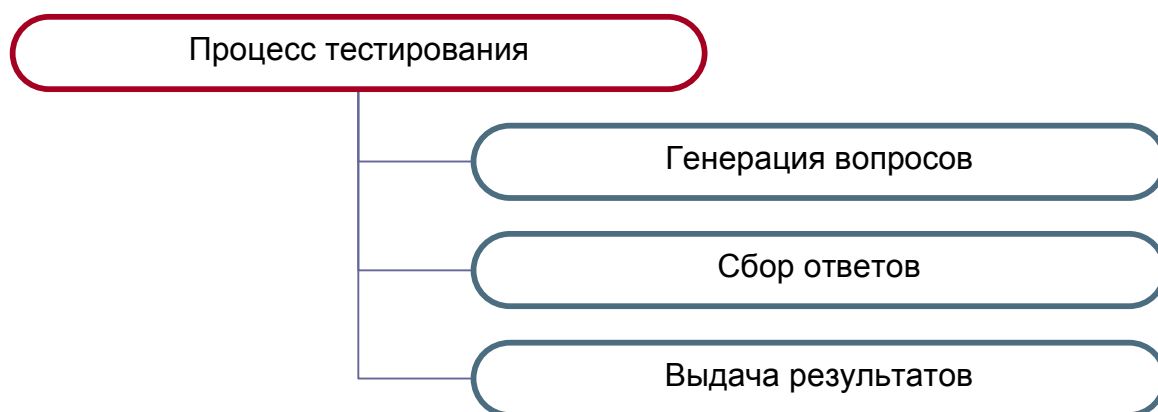 Процесс тестирования
Генерация вопросов
Сбор ответов
Выдача результатов